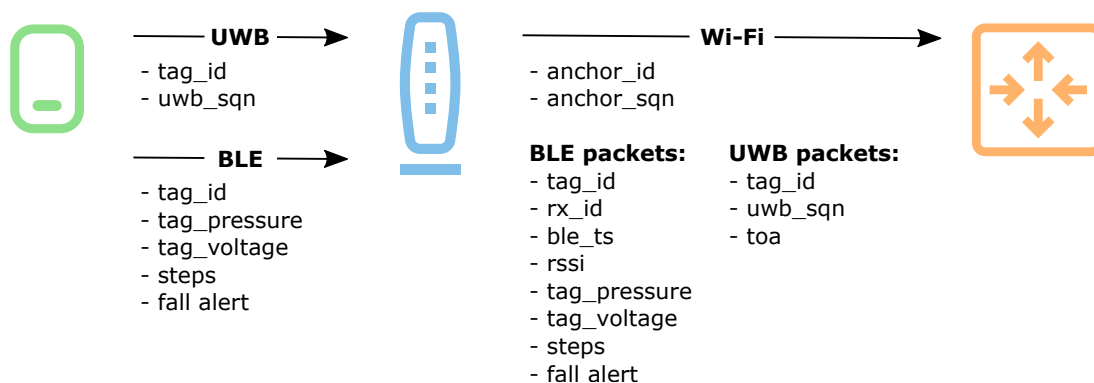 UWB
- tag_id
- uwb_sqn
BLE
- tag_id
- tag_pressure
- tag_voltage
- steps
- fall alert
Wi-Fi
- anchor_id
- anchor_sqn
BLE packets:
- tag_id
- rx_id
- ble_ts
- rssi
- tag_pressure
- tag_voltage
- steps
- fall alert
UWB packets:
- tag_id
- uwb_sqn
- toa